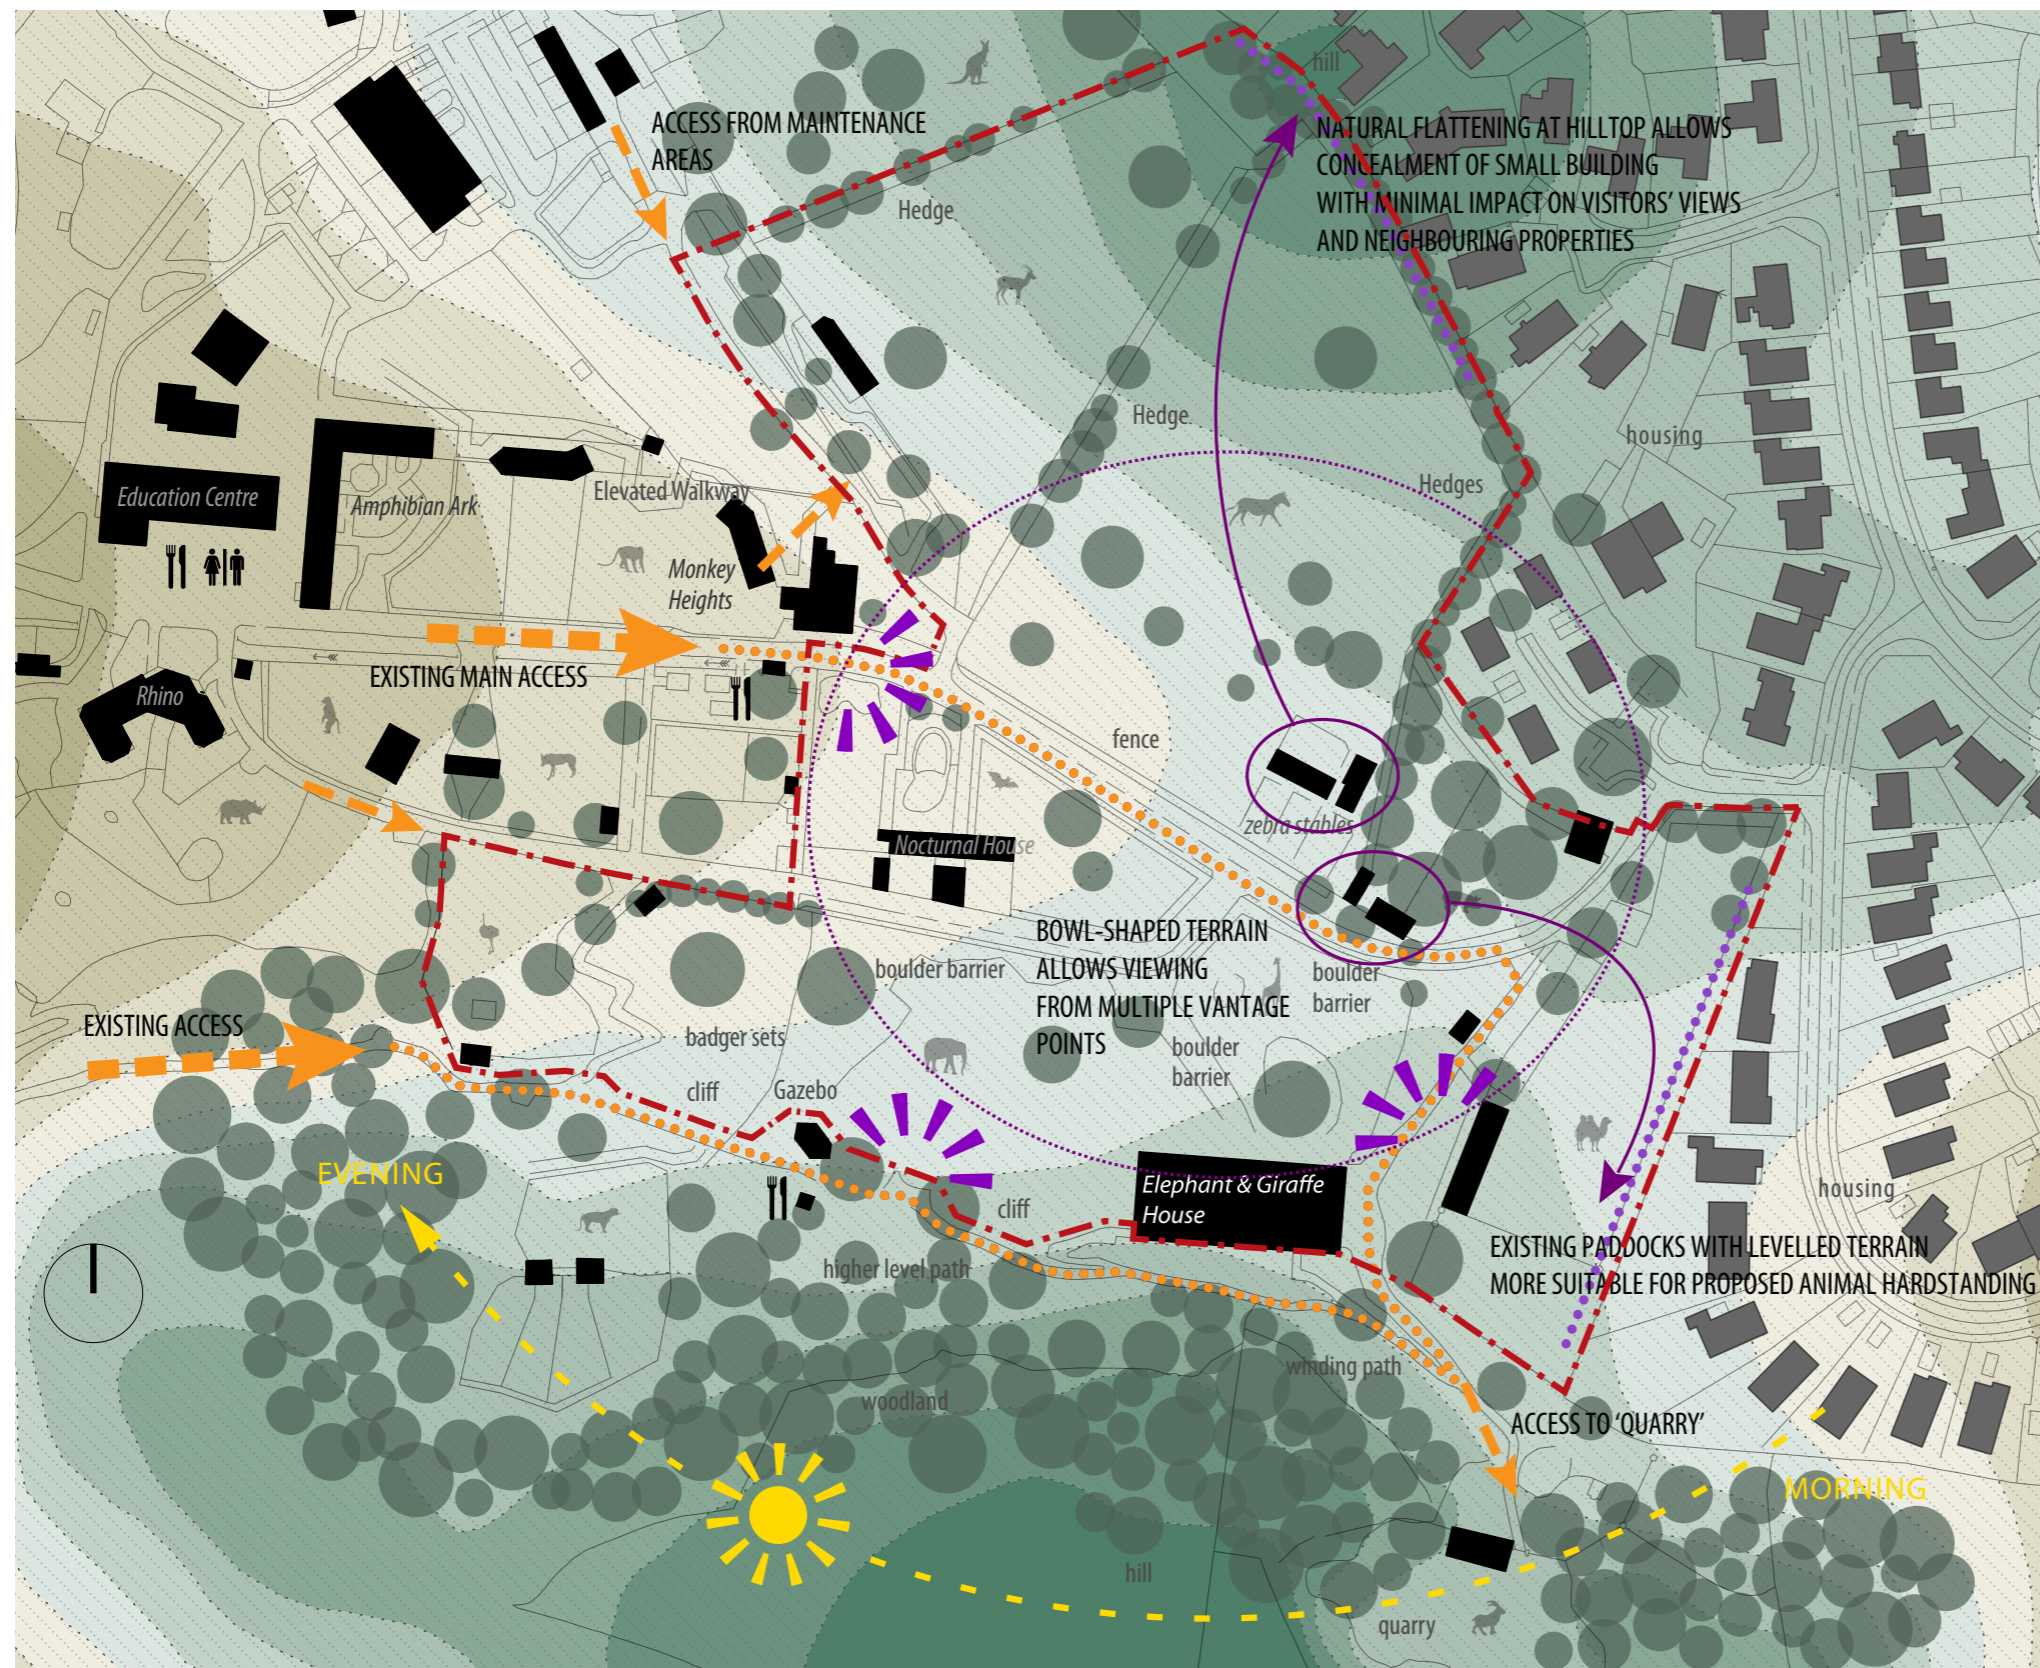 hill
ACCESS FROM MAINTENANCE
AREAS
NATURAL FLATTENING AT HILLTOP ALLOWS
CONCEALMENT OF SMALL BUILDING
WITH MINIMAL IMPACT ON VISITORS' VIEWS
AND NEIGHBOURING PROPERTIES
Hedge
Hedge
housing
Hedges
Elevated Walkway
Education Centre
Amphibian Ark
Monkey
Heights
EXISTING MAIN ACCESS
Rhino
fence
zebra stables
Nocturnal House
BOWL-SHAPED TERRAIN
ALLOWS VIEWING
FROM MULTIPLE VANTAGE
POINTS
boulder barrier
boulder
barrier
EXISTING ACCESS
badger sets
boulder
barrier
cliff
Gazebo
EVENING
Elephant & Giraffe
House
cliff
housing
higher level path
EXISTING PADDOCKS WITH LEVELLED TERRAIN
MORE SUITABLE FOR PROPOSED ANIMAL HARDSTANDING
winding path
woodland
ACCESS TO 'QUARRY'
MORNING
hill
quarry